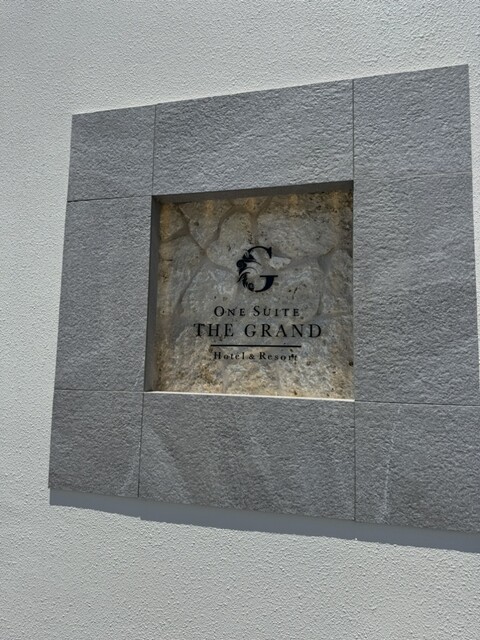 G
ONE SUITE
THE GRAND
Hotel & Resort